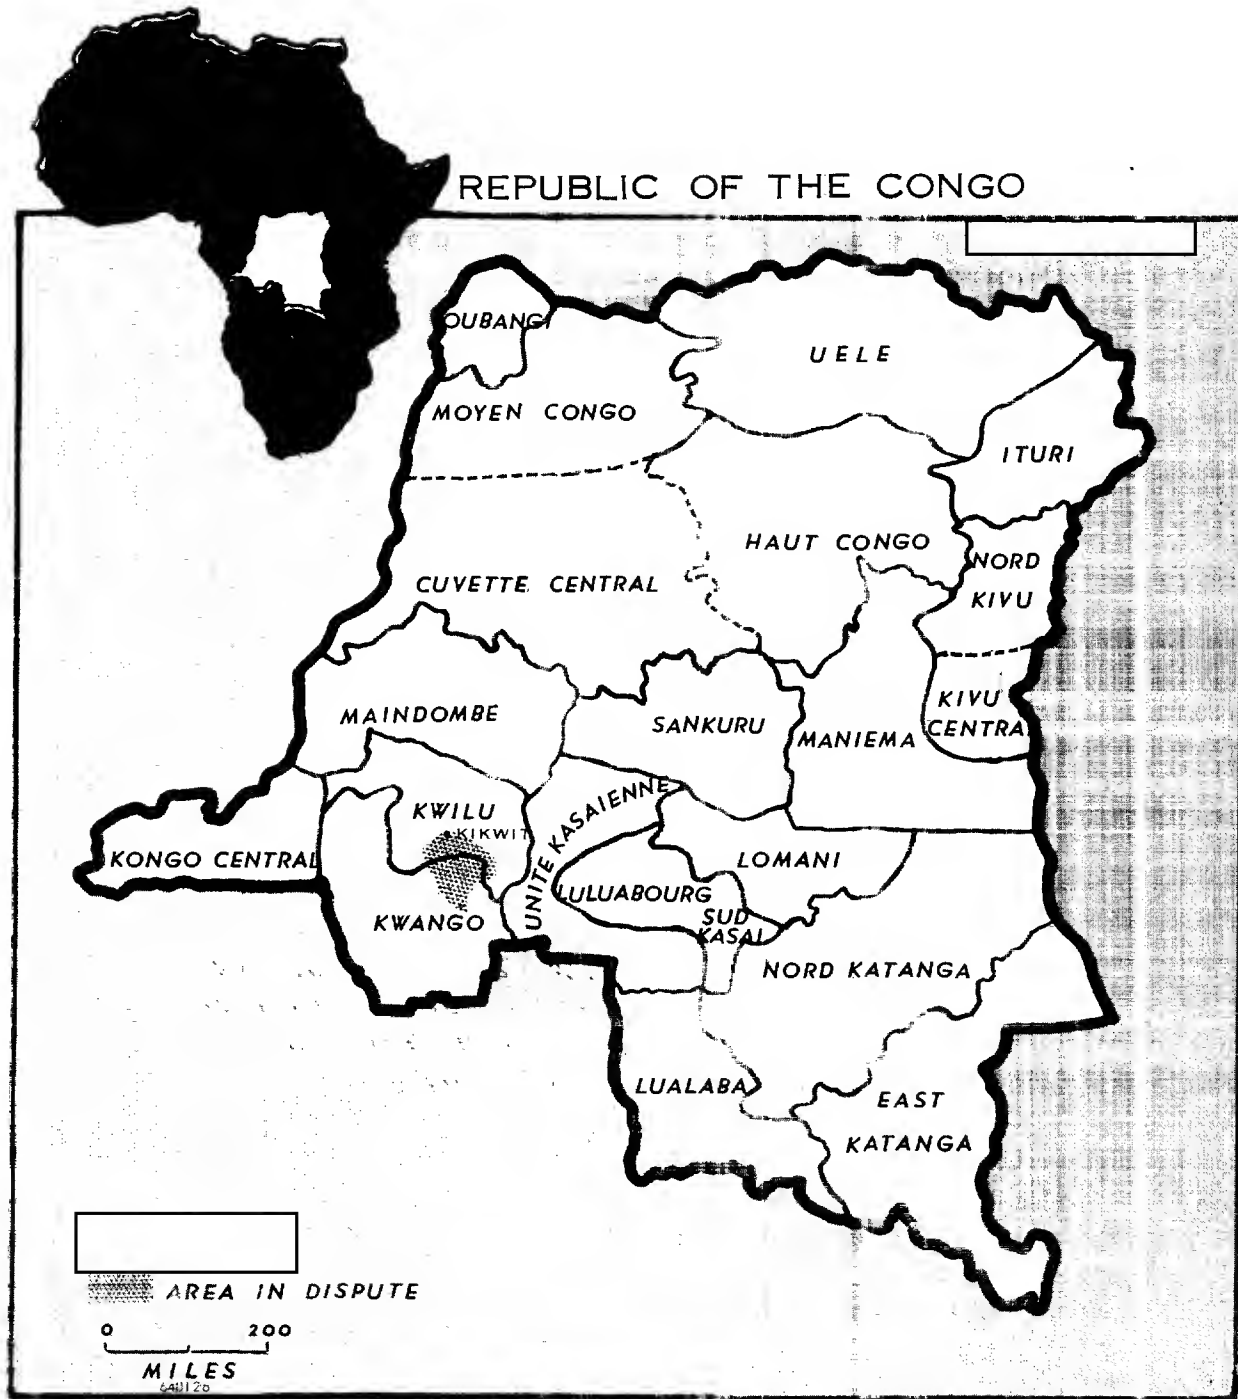 REPUBLIC OF THE CONGO
OUBANGI
UELE
MOYEN CONGO
ITURI
HAUT CONGO
NORD
KIVU
CUVETTE CENTRAL
KIVU
CENTRAL
MAINDOMBE
SANKURU
MANIEMA
KWILU
KIKWIT
UNITE KASAIENNE
KONGO CENTRAL
LOMANI
LULUABOURG
SUD
KASAI
KWANGO
NORD KATANGA
LUALABA
EAST
KATANGA
AREA IN DISPUTE
0 200
MILES
640126